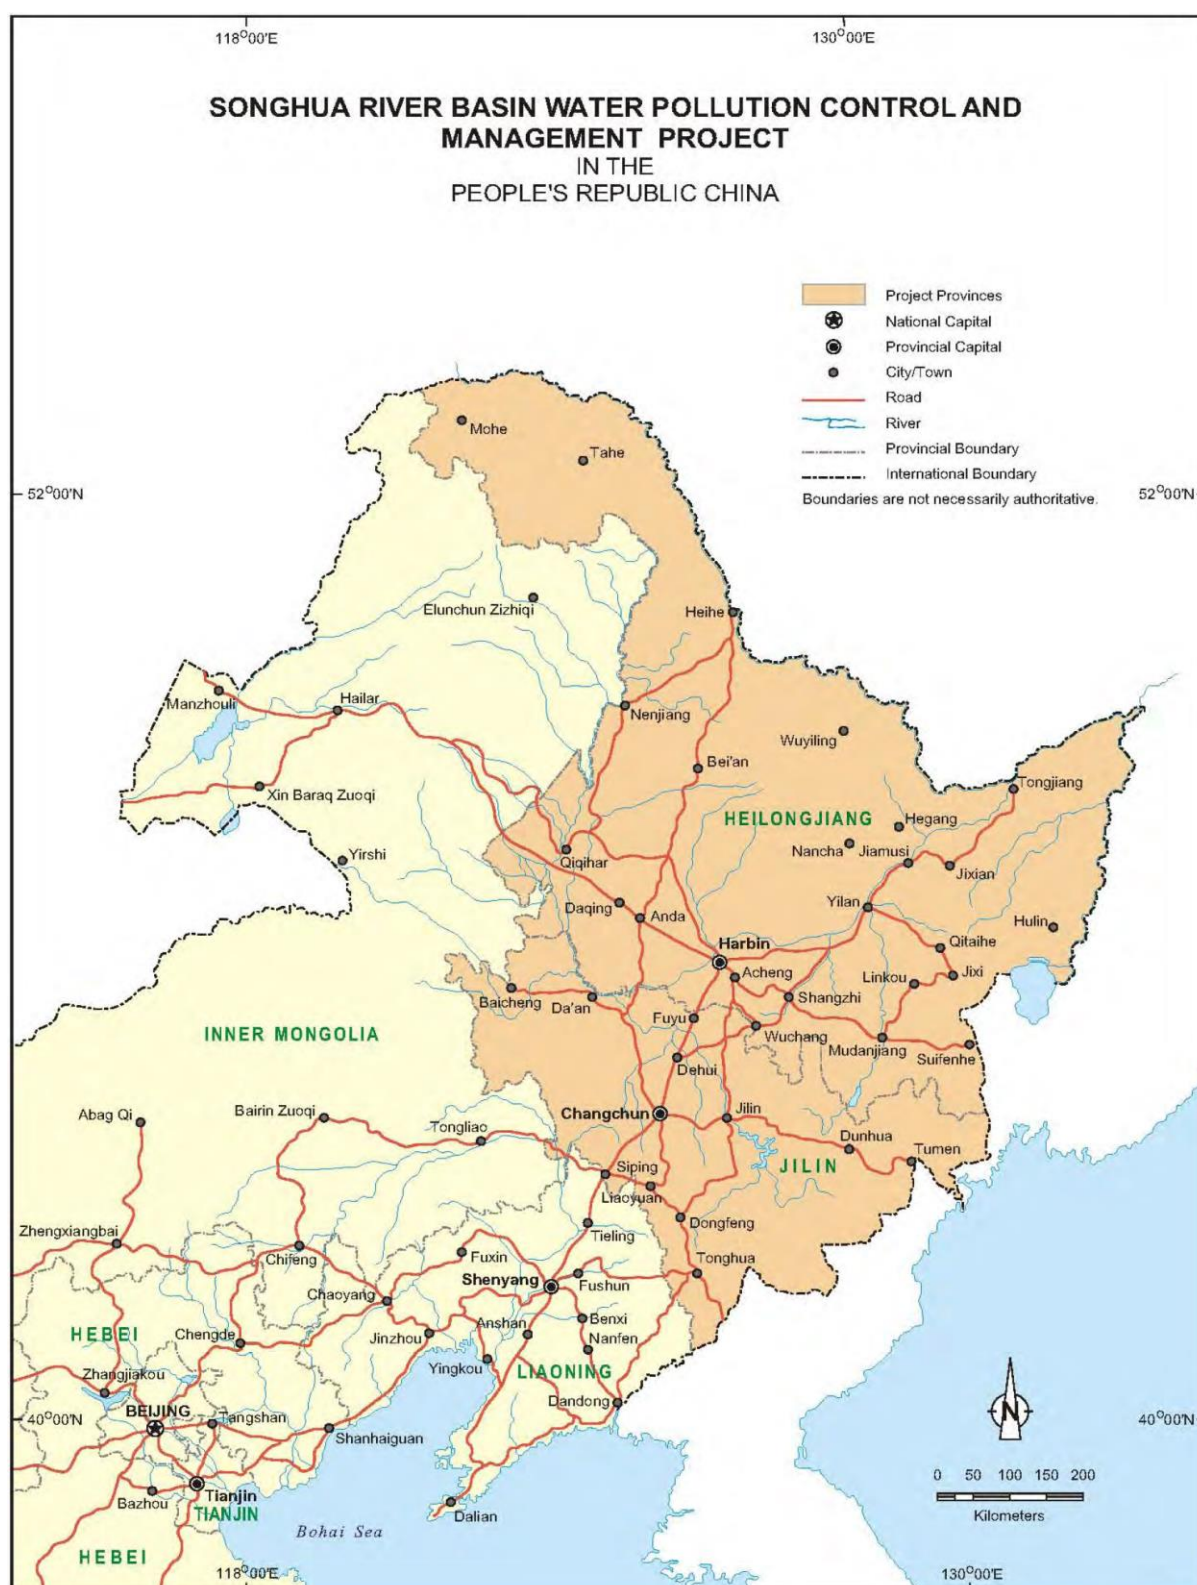 118°00'E
130°00'E
SONGHUA RIVER BASIN WATER POLLUTION CONTROL AND
MANAGEMENT PROJECT
IN THE
PEOPLE'S REPUBLIC CHINA
Project Provinces
National Capital
Provincial Capital
City/Town
Road
River
Provincial Boundary
International Boundary
Boundaries are not necessarily authoritative.
52°00'N
52°00'N
Mohe
Tahe
Elunchun Zizhiqi
Heihe
Manzhouli
Hailar
Nenjiang
Wuyiling
Bei'an
Xin Baraq Zuoqi
Tongjiang
HEILONGJIANG
Hegang
Nancha
Jiamusi
Yirshi
Qiqihar
Jixian
Daqing
Anda
Yilan
Hulin
Harbin
Qitaihe
Acheng
Linkou
Jixi
Baicheng
Da'an
Shangzhi
Fuyu
Wuchang
INNER MONGOLIA
Mudanjiang
Suifenhe
Dehui
Abag Qi
Bairin Zuoqi
Tongliao
Changchun
Jilin
Dunhua
Tumen
JILIN
Siping
Liaoyuan
Dongfeng
Zhengxiangbai
Tieling
Chifeng
Fuxin
Tonghua
Shenyang
Fushun
Chaoyang
Benxi
HEBEI
Chengde
Jinzhou
Anshan
Nanfen
Zhangjiakou
Yingkou
LIAONING
Dandong
BEIJING
Tangshan
Shanhaiguan
40°00'N
40°00'N
N
Bazhou
Tianjin
TIANJIN
Dalian
Bohai Sea
0 50 100 150 200
Kilometers
HEBEI
118°00'E
130°00'E